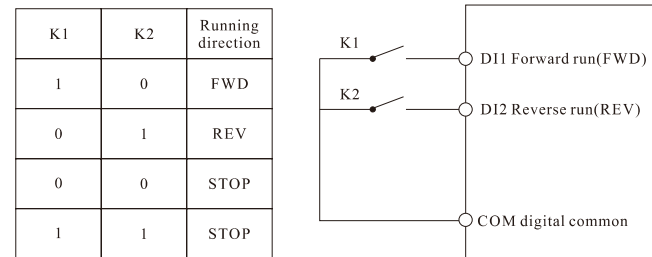 K1 K2 Running direction
1 0 FWD
0 1 REV
0 0 STOP
1 1 STOP
K1
DI1 Forward run(FWD)
K2
DI2 Reverse run(REV)
COM digital common